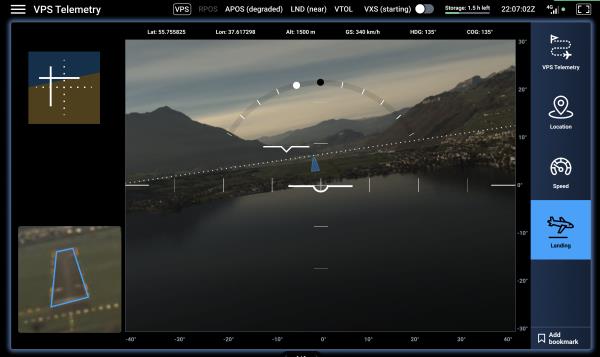 VPS Telemetry
VPS RPOS APOS (degraded) LND (near) VTOL VXS (starting) Storage: 1.5 h left 4G 22:07:02Z
Lat: 55.755825 Lon: 37.617298 Alt: 1500 m GS: 340 km/h HDG: 135° COG: 135°
30°
20°
10°
0°
-10°
-20°
-30°
-40° -30° -20° -10° 0° 10° 20° 30° 40°
VPS Telemetry
Location
Speed
Landing
Add
bookmark